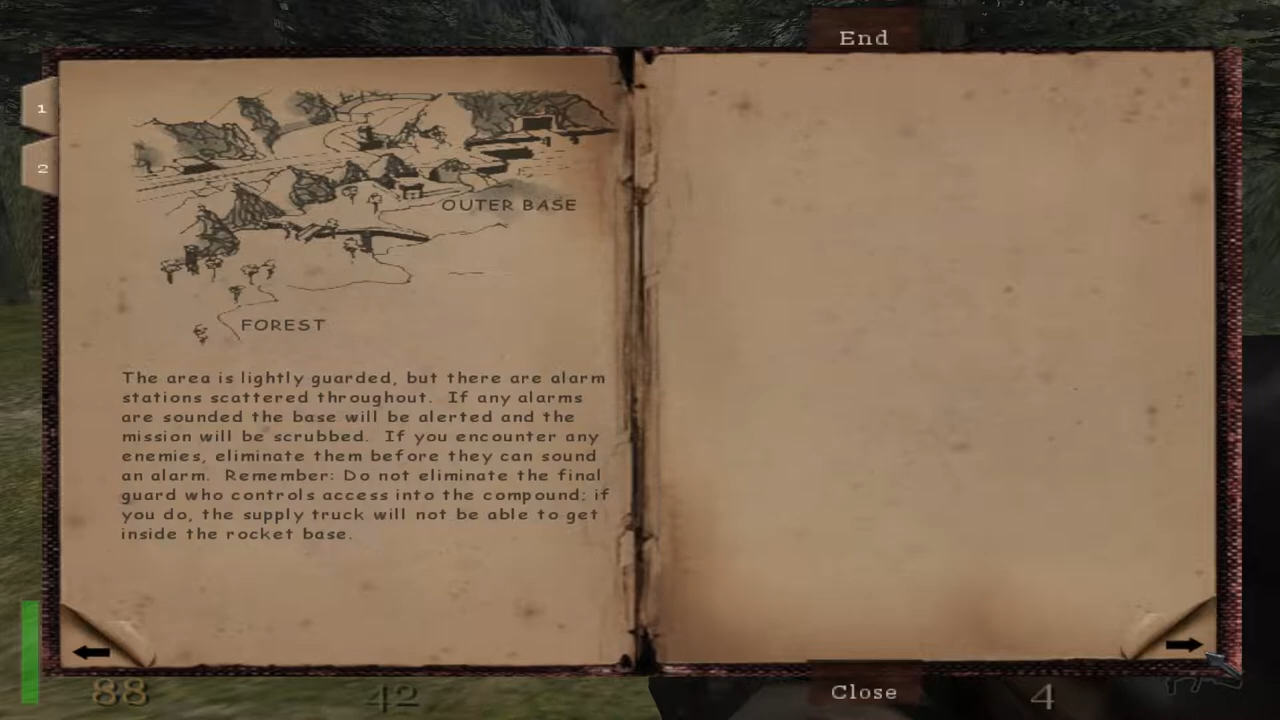 End
1
2
OUTER BASE
FOREST
The area is lightly guarded, but there are alarm
stations scattered throughout. If any alarms
are sounded the base will be alerted and the
mission will be scrubbed. If you encounter any
enemies, eliminate them before they can sound
an alarm. Remember: Do not eliminate the final
guard who controls access into the compound; if
you do, the supply truck will not be able to get
inside the rocket base.
88
42
Close
4